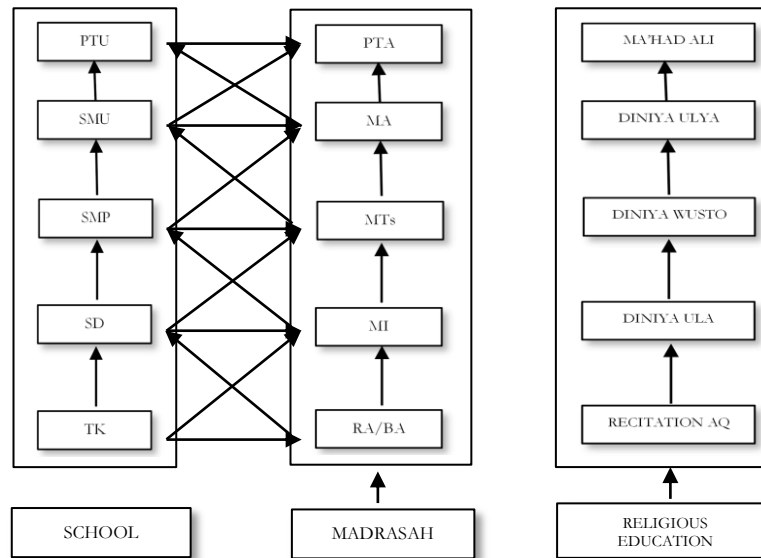 PTU
SMU
SMP
SD
TK
SCHOOL
PTA
MA
MTs
MI
RA/BA
MADRASAH
MA'HAD ALI
DINIYA ULYA
DINIYA WUSTO
DINIYA ULA
RECITATION AQ
RELIGIOUS
EDUCATION